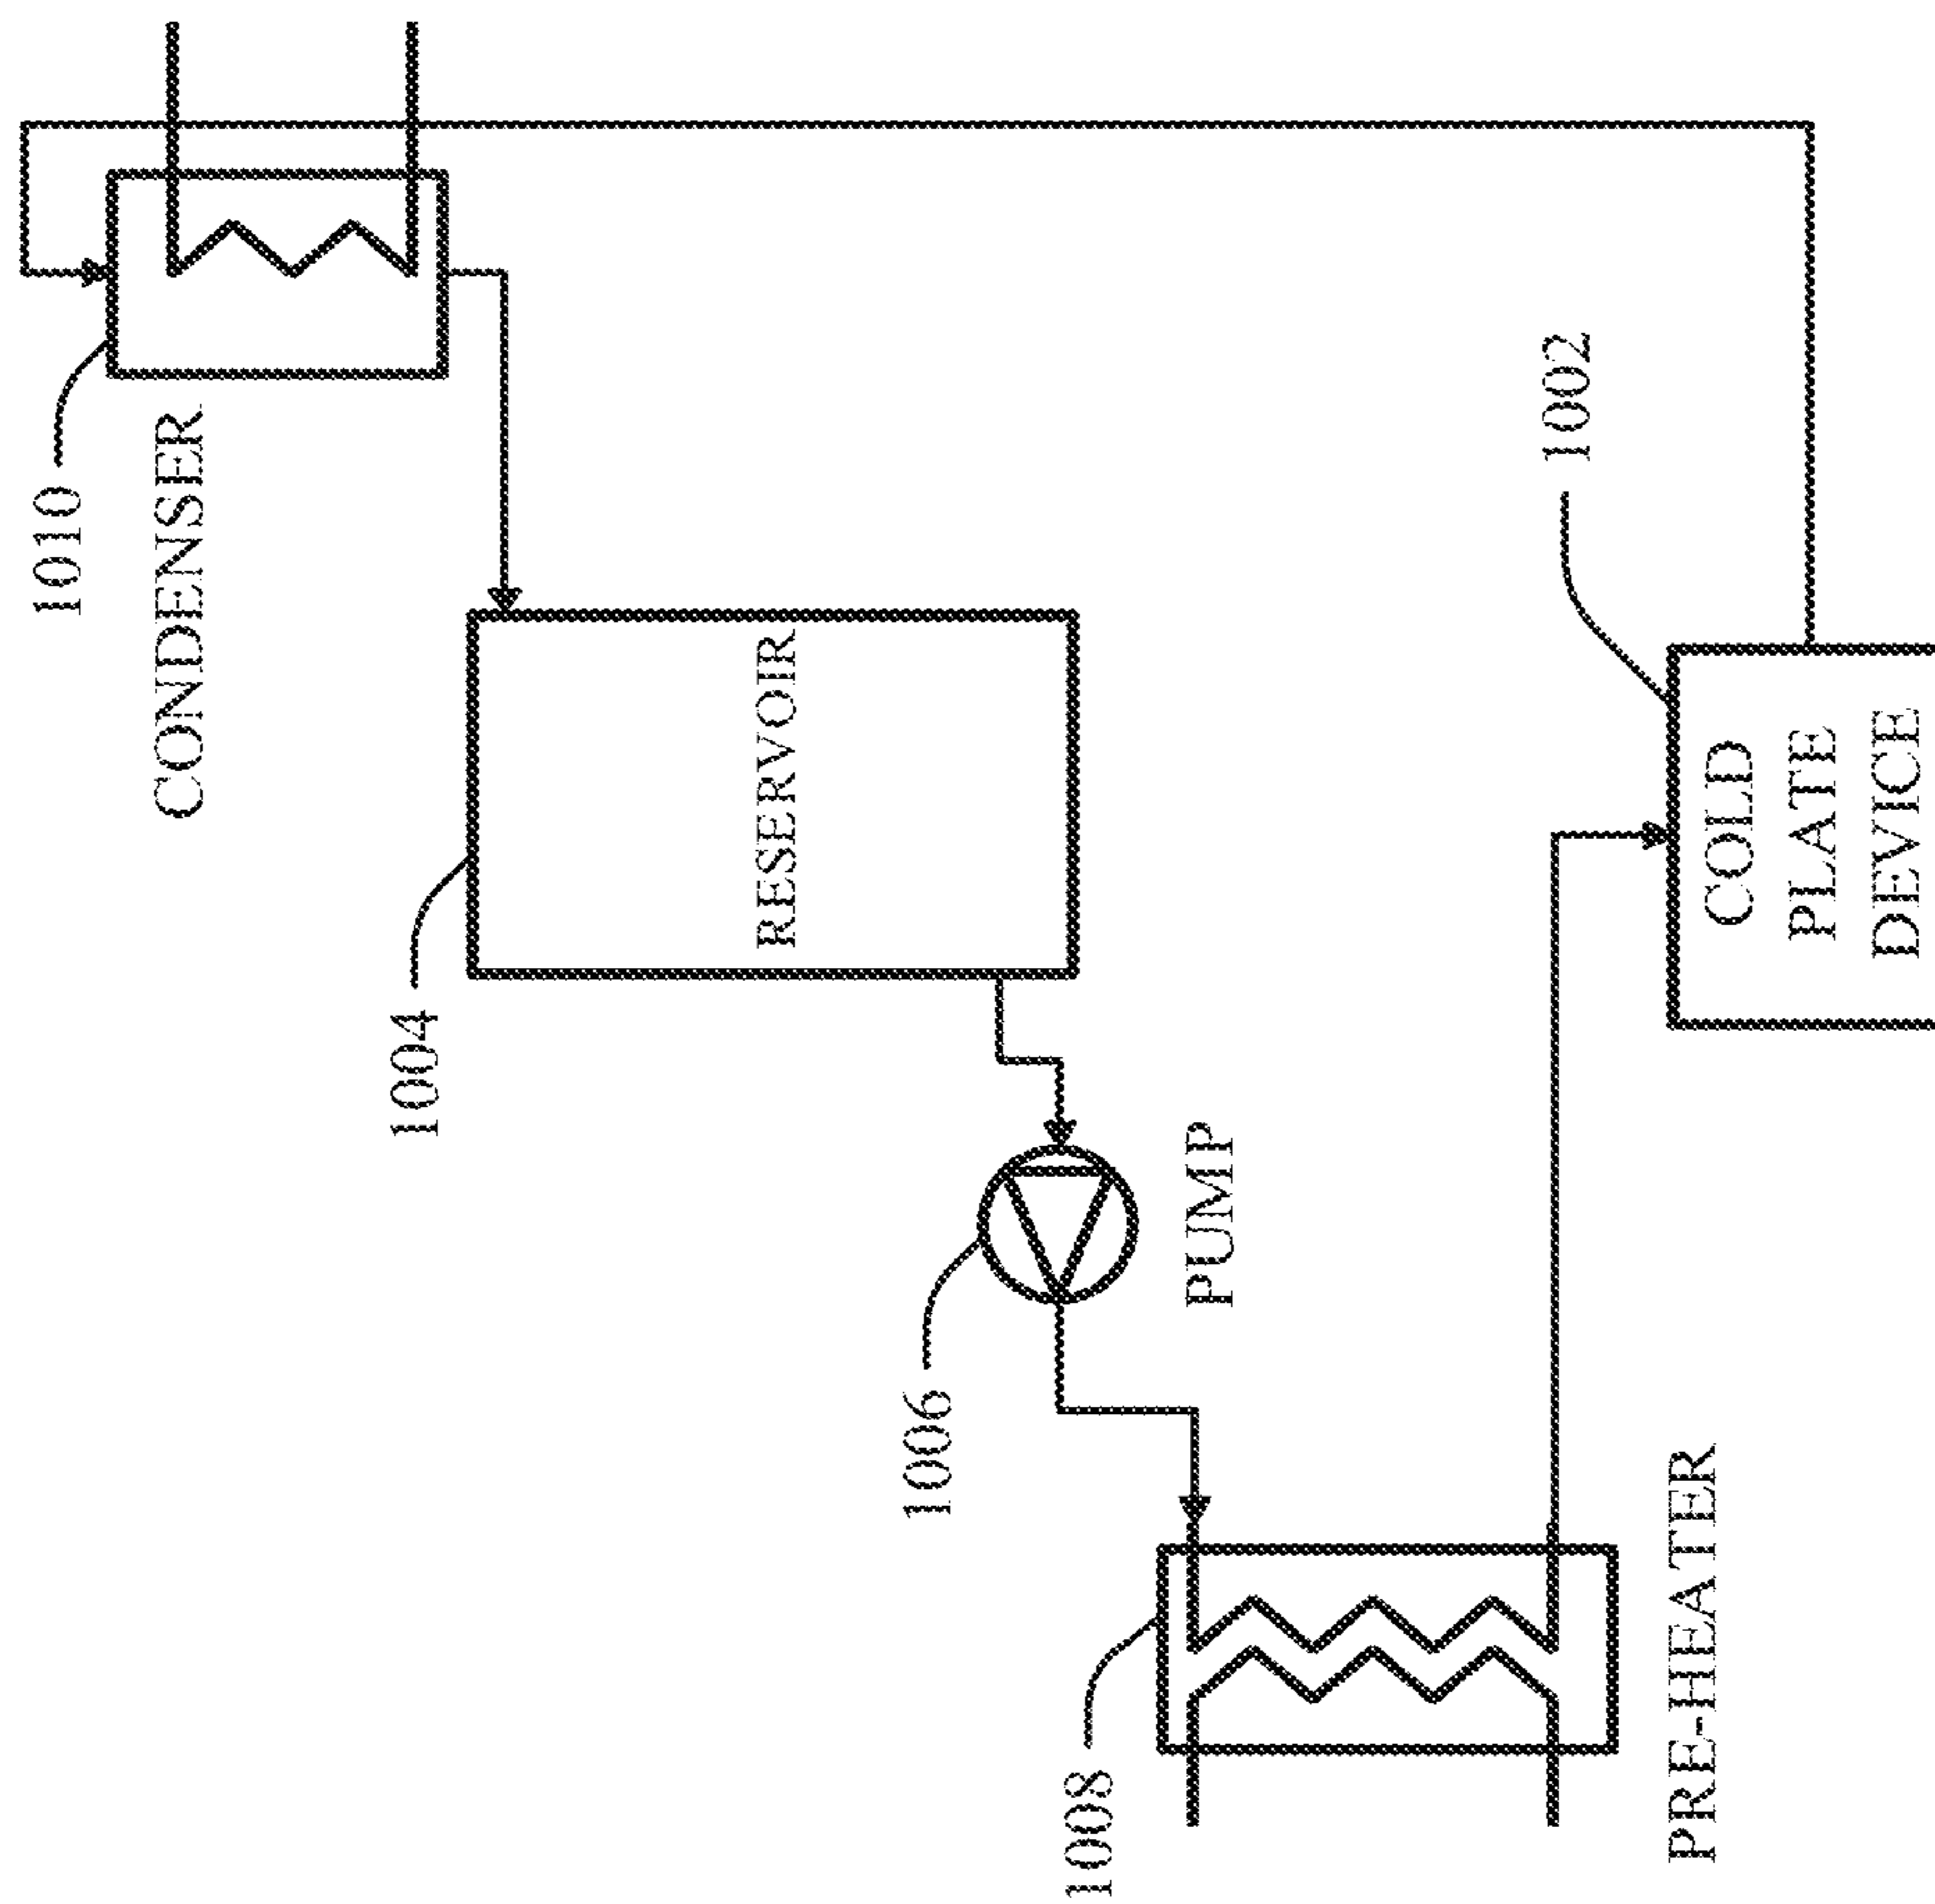 1010
CONDENSER
1004
RESERVOIR
1006
PUMP
1008
PRE-HEATER
1002
COLD
PLATE
DEVICE